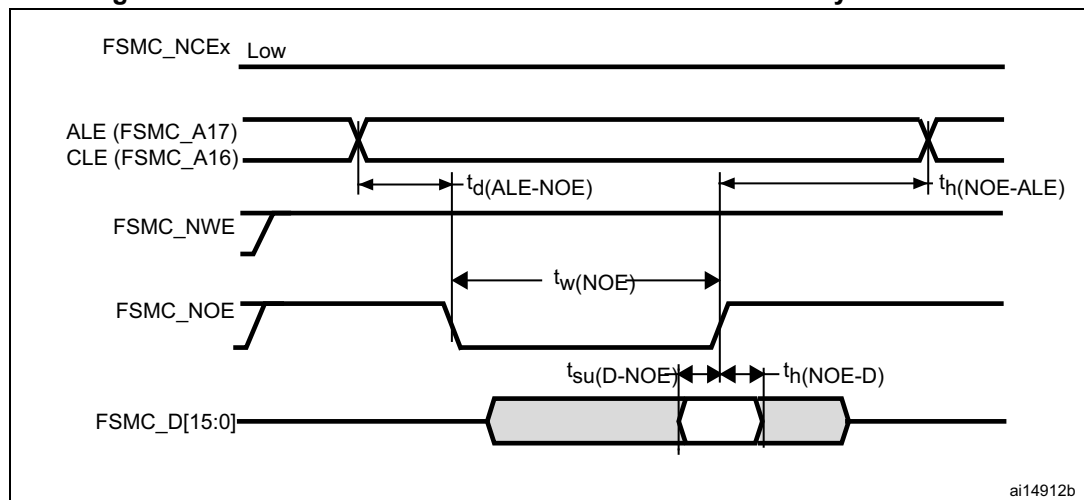 FSMC_NCEx Low
ALE (FSMC_A17)
CLE (FSMC_A16)
td(ALE-NOE)
th(NOE-ALE)
FSMC_NWE
tw(NOE)
FSMC_NOE
tsu(D-NOE)
th(NOE-D)
FSMC_D[15:0]
ai14912b